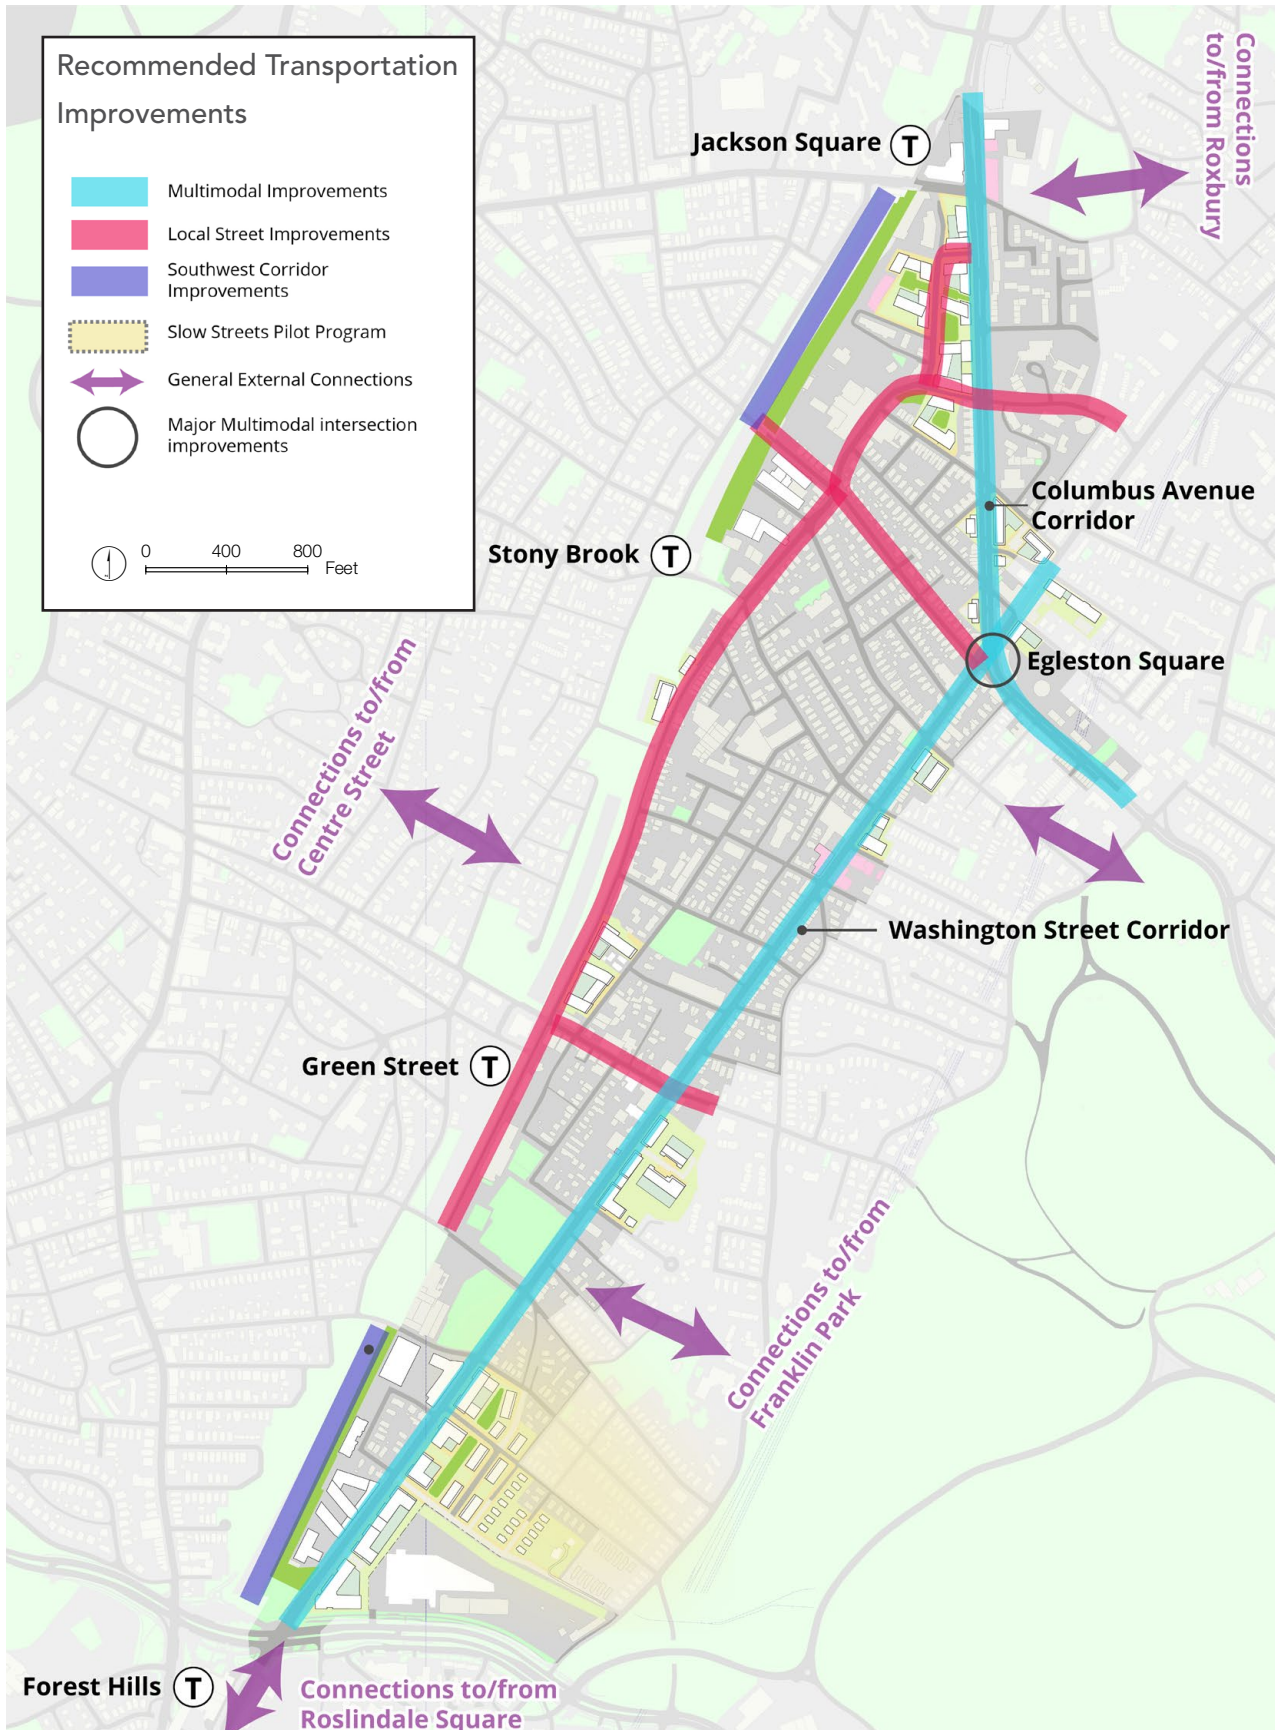 Recommended Transportation
Improvements
Multimodal Improvements
Local Street Improvements
Southwest Corridor
Improvements
Slow Streets Pilot Program
General External Connections
Major Multimodal intersection
improvements
0 400 800
Feet
Connections
to/from Roxbury
Jackson Square T
Columbus Avenue
Corridor
Stony Brook T
Egleston Square
Connections to/from
Centre Street
Washington Street Corridor
Green Street T
Connections to/from
Franklin Park
Forest Hills T
Connections to/from
Roslindale Square